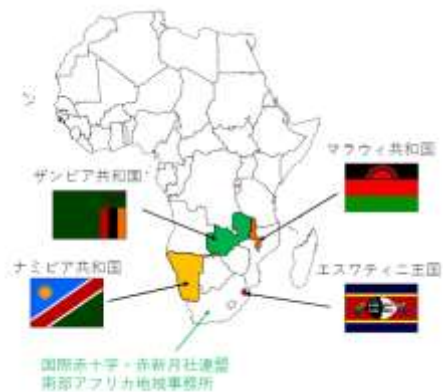 マラウィ共和国
ザンビア共和国
ナミビア共和国
エスワティニ王国
国際赤十字・赤新月社連盟
南部アフリカ地域事務所